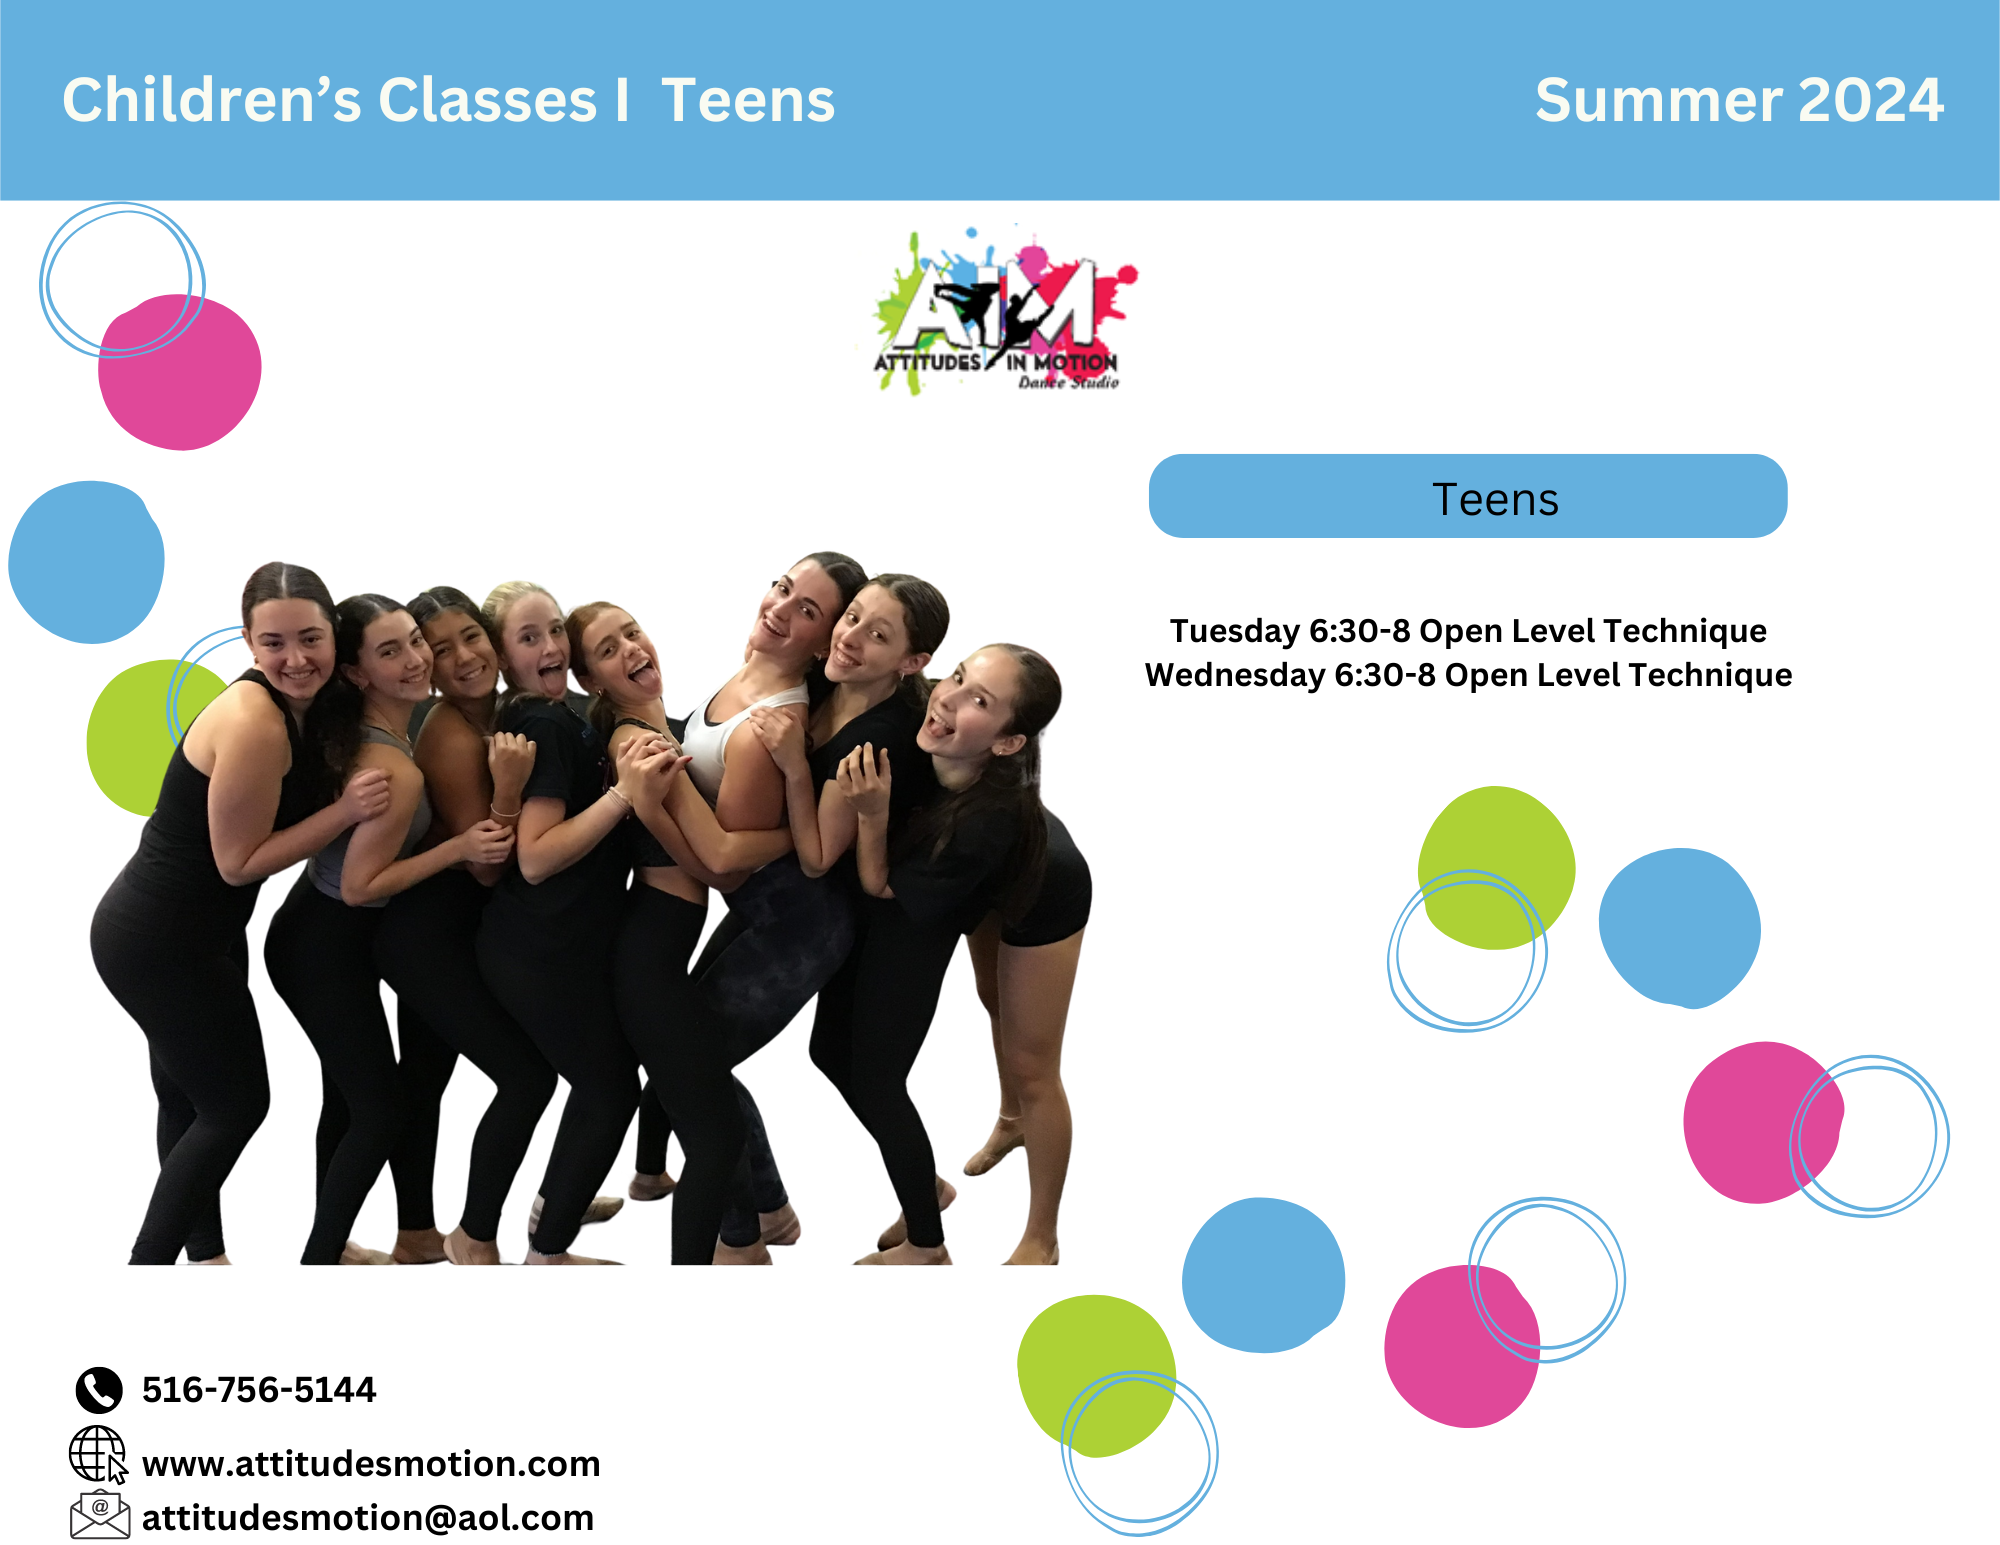 Children’s Classes I  Teens
Summer 2024
AiM
ATTITUDES IN MOTION
Dance Studio
Teens
Tuesday 6:30-8 Open Level Technique
Wednesday 6:30-8 Open Level Technique
516-756-5144
www.attitudesmotion.com
@
attitudesmotion@aol.com